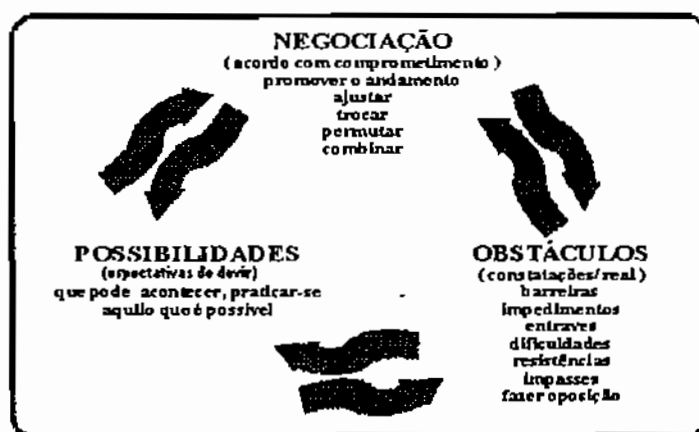 NEGOCIAÇÃO
(acordo com comprometimento)
promover o andamento
ajustar
trocar
permutar
combinar
POSSIBILIDADES
(expectativas de devir)
que pode acontecer, praticar-se
aquilo que é possível
OBSTÁCULOS
(constatações/real)
barreiras
impedimentos
entraves
dificuldades
resistências
impasses
fazer oposição